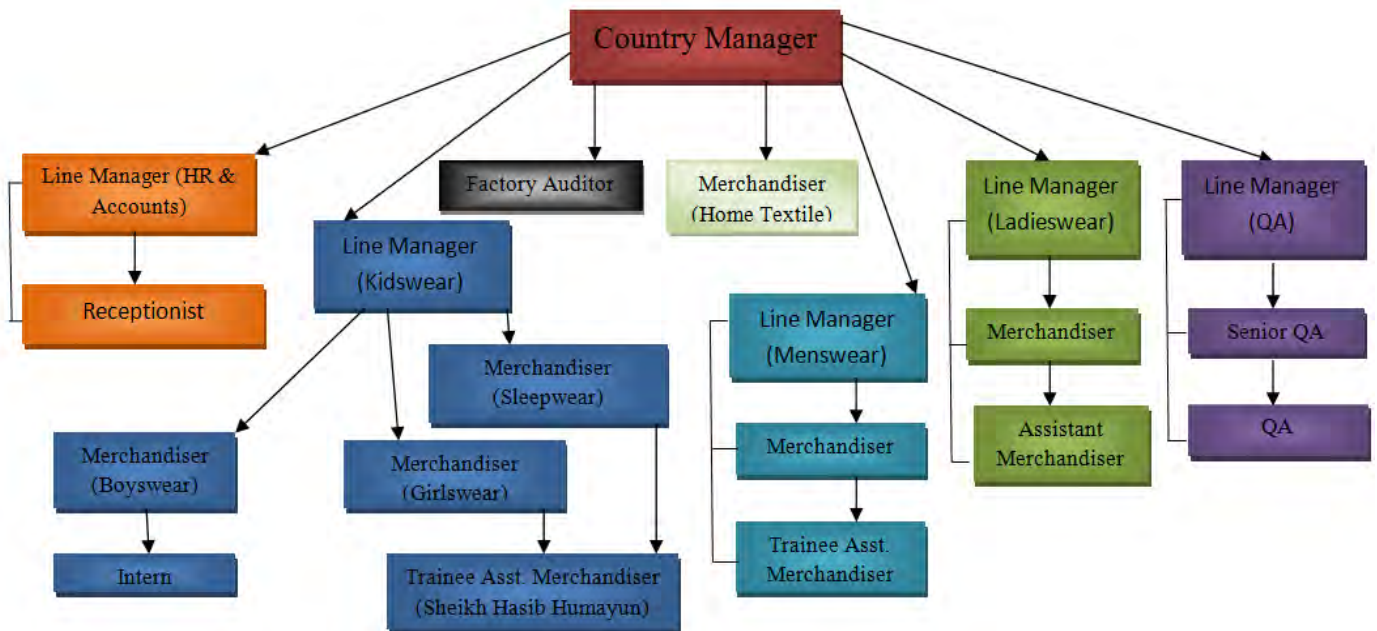 Country Manager
Line Manager (HR &
Accounts)
Receptionist
Line Manager
(Kidswear)
Merchandiser
(Boyswear)
Intern
Merchandiser
(Girlswear)
Merchandiser
(Sleepwear)
Trainee Asst. Merchandiser
(Sheikh Hasib Humayun)
Factory Auditor
Merchandiser
(Home Textile)
Line Manager
(Menswear)
Merchandiser
Trainee Asst.
Merchandiser
Line Manager
(Ladieswear)
Merchandiser
Assistant
Merchandiser
Line Manager
(QA)
Senior QA
QA